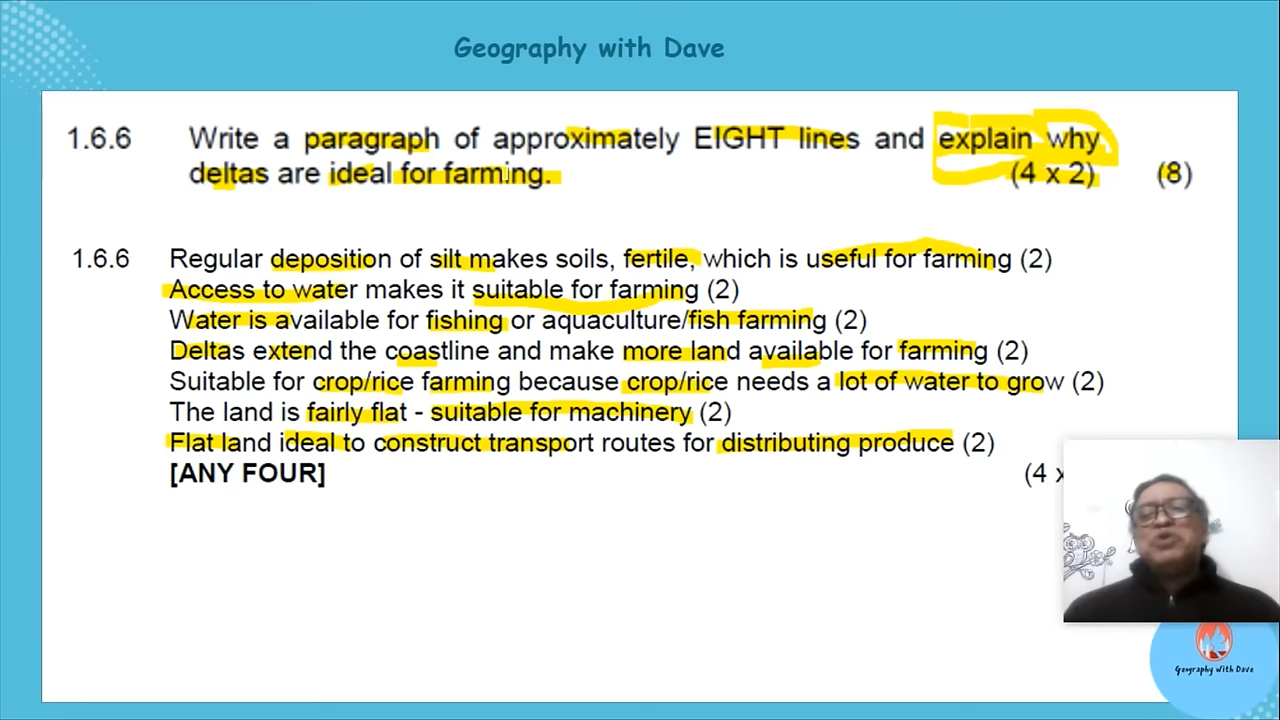 Geography with Dave
1.6.6 Write a paragraph of approximately EIGHT lines and explain why
deltas are ideal for farming. (4 x 2) (8)
1.6.6 Regular deposition of silt makes soils, fertile, which is useful for farming (2)
Access to water makes it suitable for farming (2)
Water is available for fishing or aquaculture/fish farming (2)
Deltas extend the coastline and make more land available for farming (2)
Suitable for crop/rice farming because crop/rice needs a lot of water to grow (2)
The land is fairly flat - suitable for machinery (2)
Flat land ideal to construct transport routes for distributing produce (2)
[ANY FOUR] (4 x
Geography with Dave